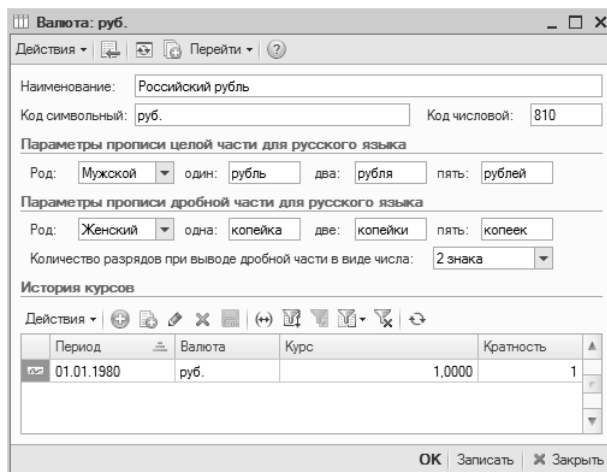 Валюта: руб.
Действия Перейти
Наименование: Российский рубль
Код символьный: руб. Код числовой: 810
Параметры прописи целой части для русского языка
Род: Мужской один: рубль два: рубля пять: рублей
Параметры прописи дробной части для русского языка
Род: Женский одна: копейка две: копейки пять: копеек
Количество разрядов при выводе дробной части в виде числа: 2 знака
История курсов
Действия
Период Валюта Курс Кратность
01.01.1980 руб. 1,0000 1
OK Записать Закрыть